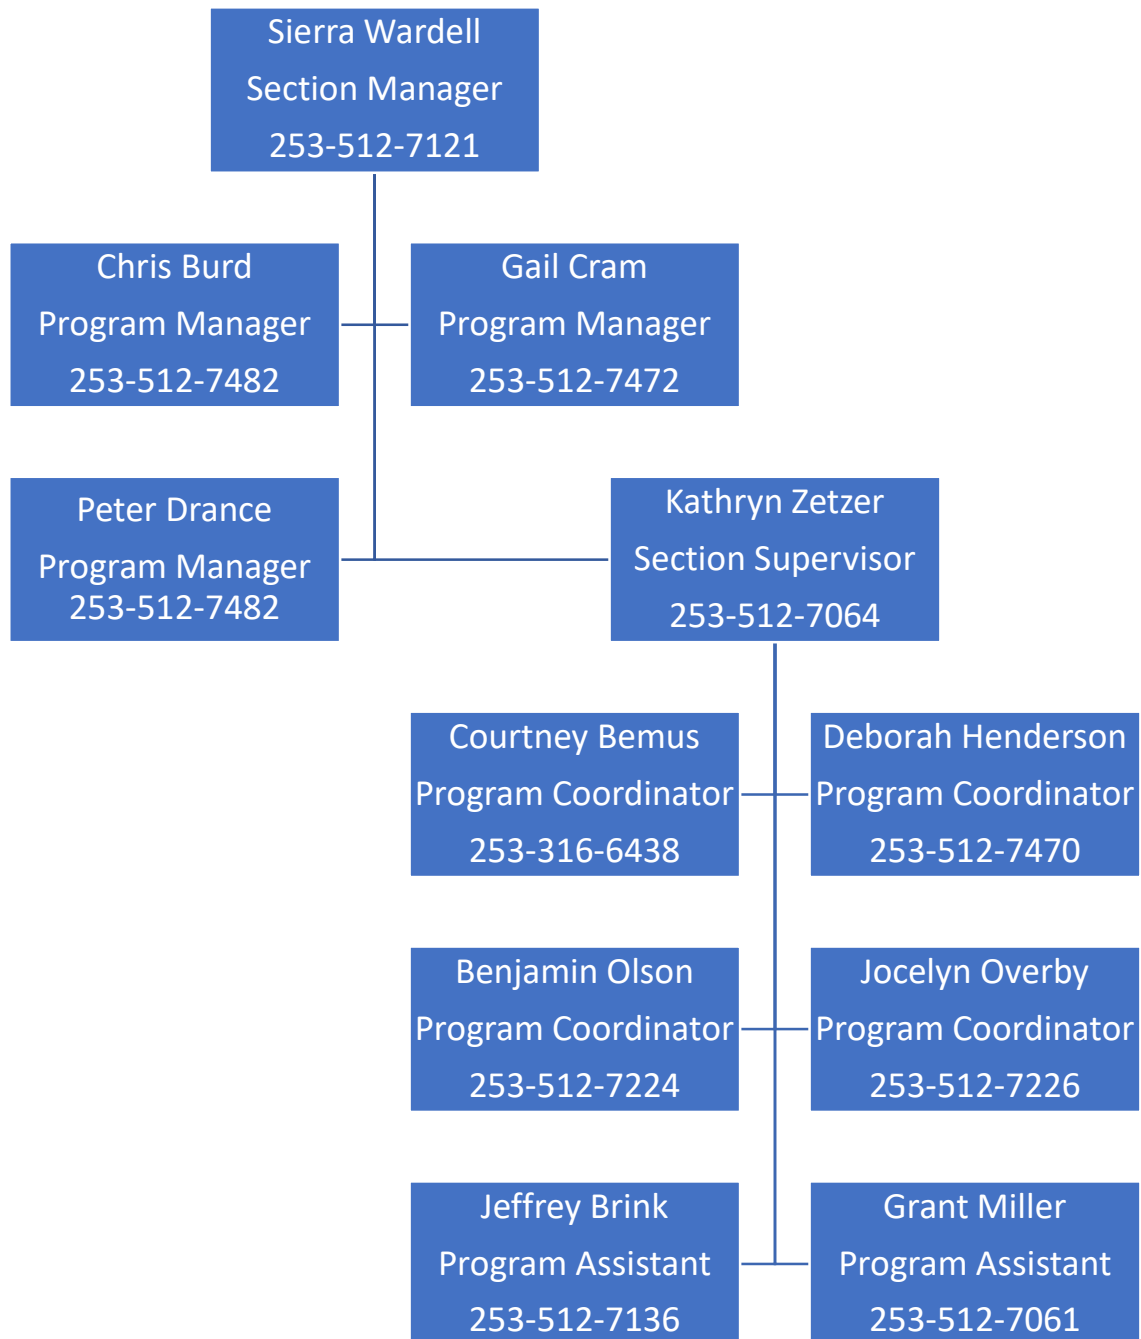 Sierra Wardell
Section Manager
253-512-7121
Chris Burd
Program Manager
253-512-7482
Gail Cram
Program Manager
253-512-7472
Peter Drance
Program Manager
253-512-7482
Kathryn Zetzer
Section Supervisor
253-512-7064
Courtney Bemus
Program Coordinator
253-316-6438
Deborah Henderson
Program Coordinator
253-512-7470
Benjamin Olson
Program Coordinator
253-512-7224
Jocelyn Overby
Program Coordinator
253-512-7226
Jeffrey Brink
Program Assistant
253-512-7136
Grant Miller
Program Assistant
253-512-7061